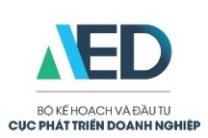 AED
BỘ KẾ HOẠCH VÀ ĐẦU TƯ
CỤC PHÁT TRIỂN DOANH NGHIỆP